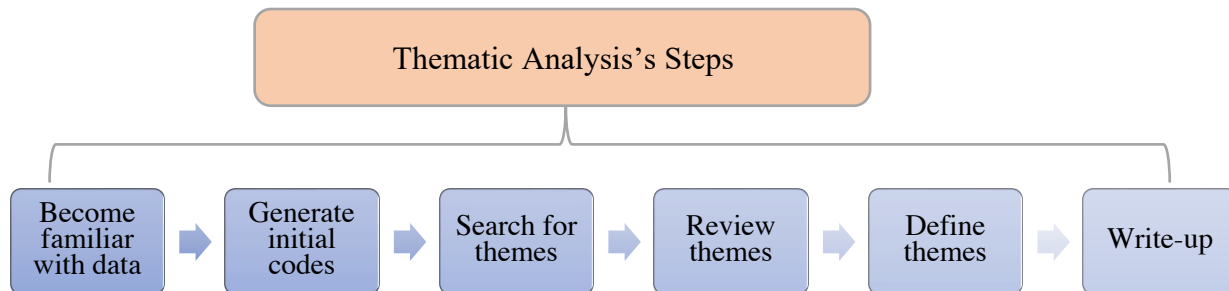 Thematic Analysis’s Steps
Become
familiar
with data
Generate
initial
codes
Search for
themes
Review
themes
Define
themes
Write-up